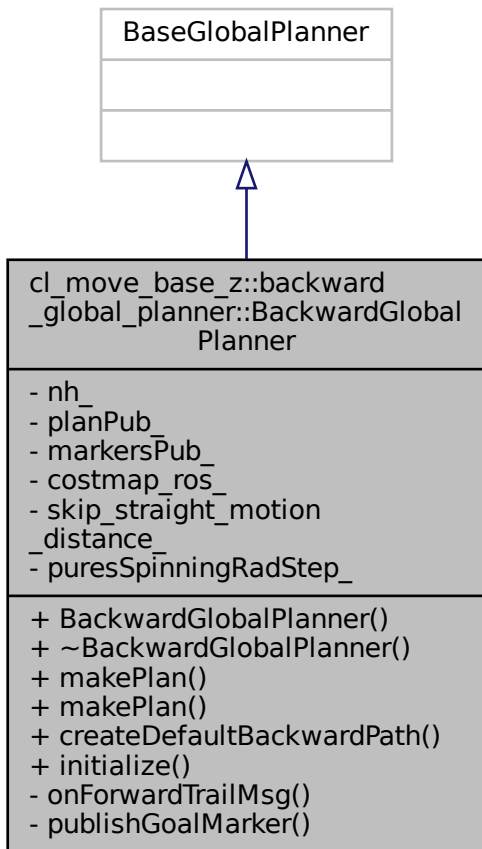 BaseGlobalPlanner
cl_move_base_z::backward
_global_planner::BackwardGlobal
Planner
- nh_
- planPub_
- markersPub_
- costmap_ros_
- skip_straight_motion
_distance_
- puresSpinningRadStep_
+ BackwardGlobalPlanner()
+ ~BackwardGlobalPlanner()
+ makePlan()
+ makePlan()
+ createDefaultBackwardPath()
+ initialize()
- onForwardTrailMsg()
- publishGoalMarker()